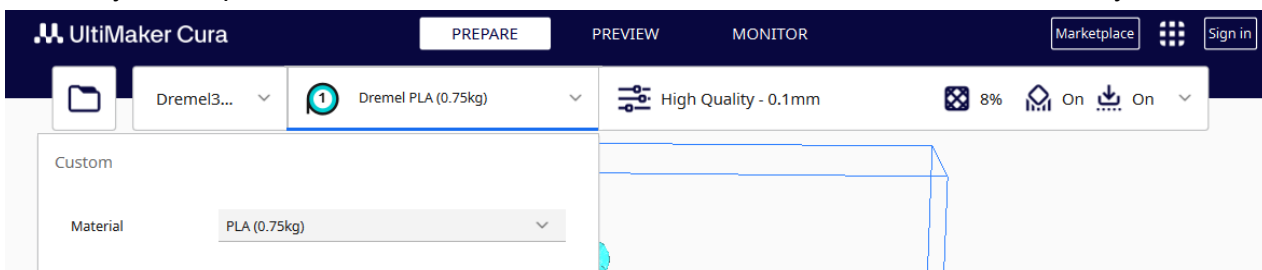 UltiMaker Cura PREPARE PREVIEW MONITOR Marketplace Sign in
Dremel3... 1 Dremel PLA (0.75kg) High Quality - 0.1mm 8% On On
Custom
Material PLA (0.75kg)